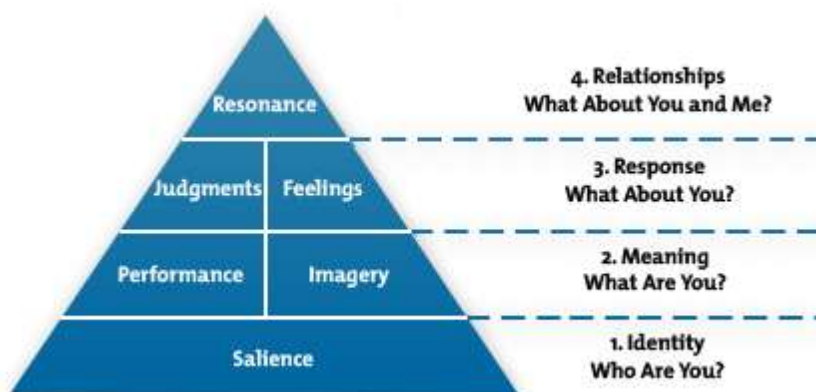 Resonance
4. Relationships
What About You and Me?
Judgments
Feelings
3. Response
What About You?
Performance
Imagery
2. Meaning
What Are You?
Salience
1. Identity
Who Are You?